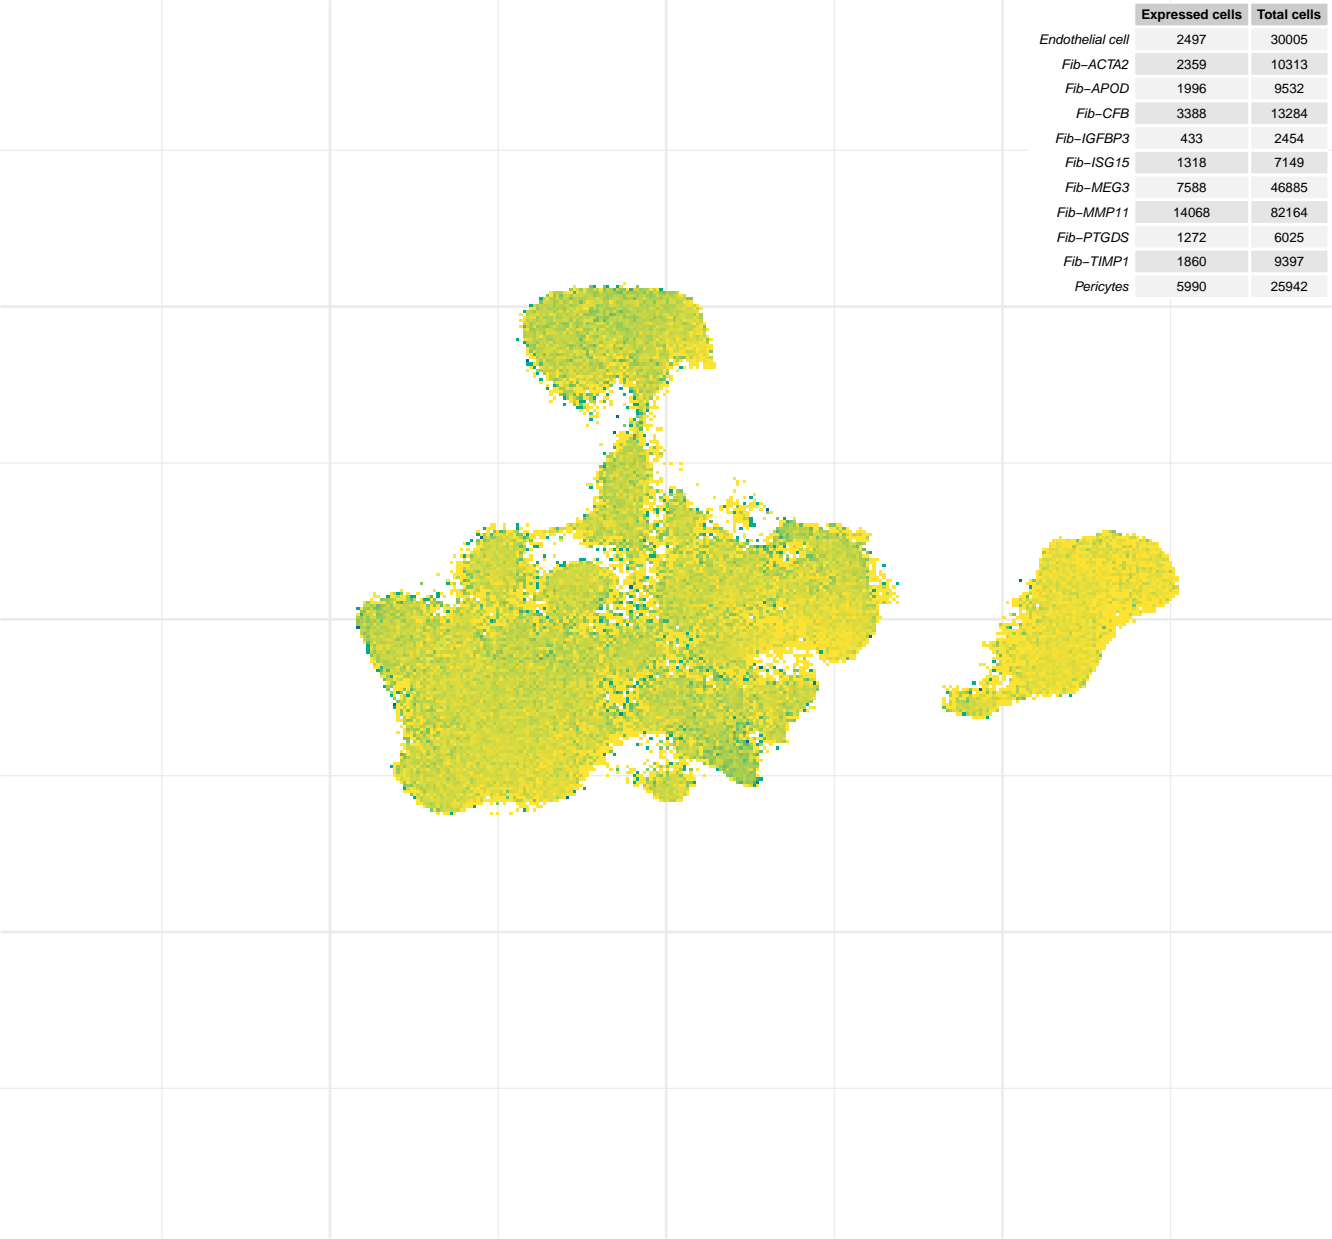 Expressed cells Total cells
Endothelial cell 2497 30005
Fib−ACTA2 2359 10313
Fib−APOD 1996 9532
Fib−CFB 3388 13284
Fib−IGFBP3 433 2454
Fib−ISG15 1318 7149
Fib−MEG3 7588 46885
Fib−MMP11 14068 82164
Fib−PTGDS 1272 6025
Fib−TIMP1 1860 9397
Pericytes 5990 25942